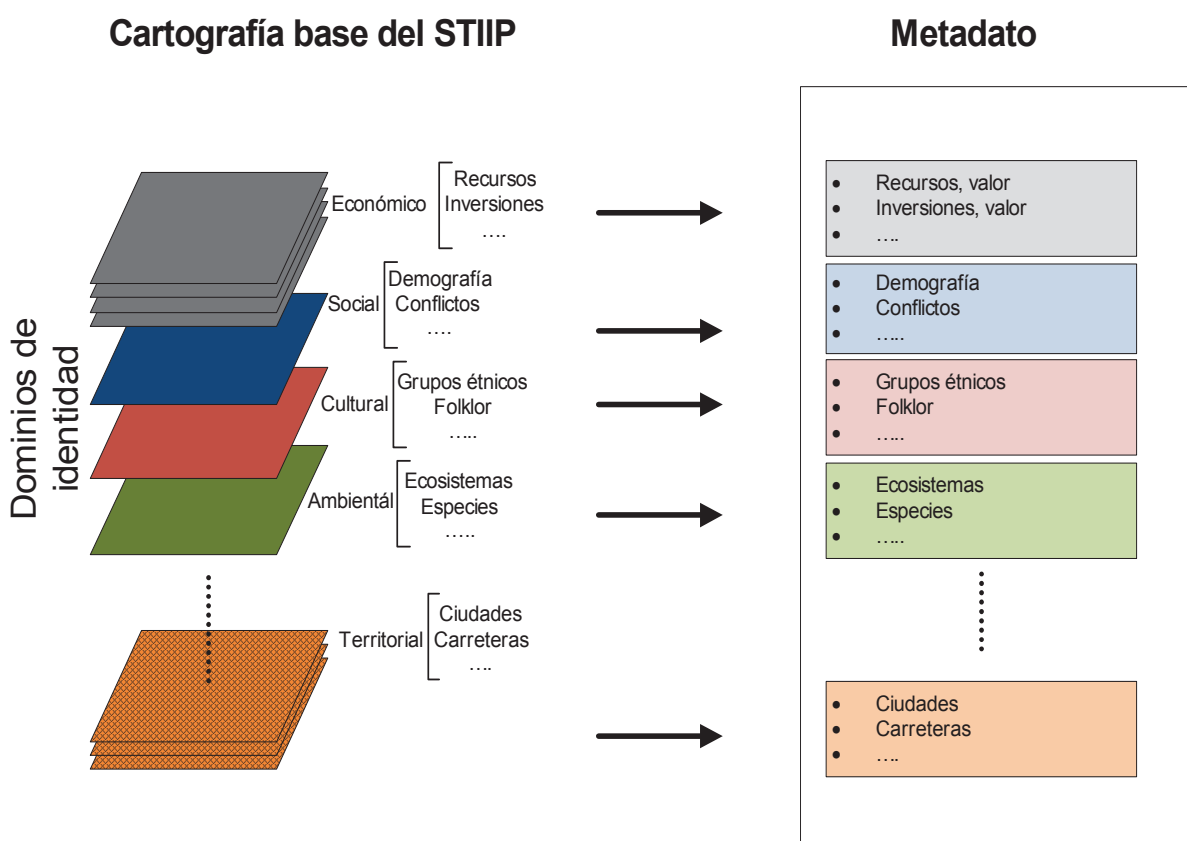 Cartografía base del STIIP
Metadato
Dominios de
identidad
Económico
Recursos
Inversiones
….
Social
Demografía
Conflictos
….
Cultural
Grupos étnicos
Folklor
…..
Ambientál
Ecosistemas
Especies
…..
Territorial
Ciudades
Carreteras
….
• Recursos, valor
• Inversiones, valor
• ….
• Demografía
• Conflictos
• …..
• Grupos étnicos
• Folklor
• …..
• Ecosistemas
• Especies
• …..
• Ciudades
• Carreteras
• ….